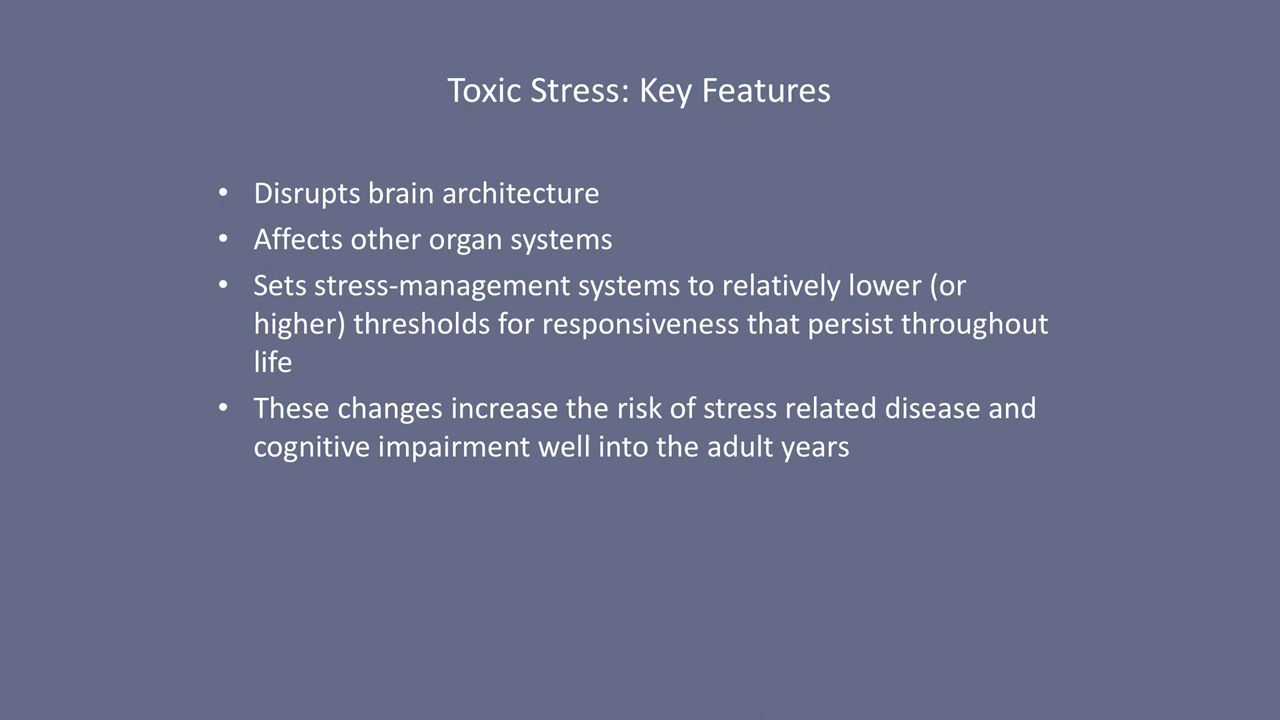 Toxic Stress: Key Features
• Disrupts brain architecture
• Affects other organ systems
• Sets stress-management systems to relatively lower (or
higher) thresholds for responsiveness that persist throughout
life
• These changes increase the risk of stress related disease and
cognitive impairment well into the adult years